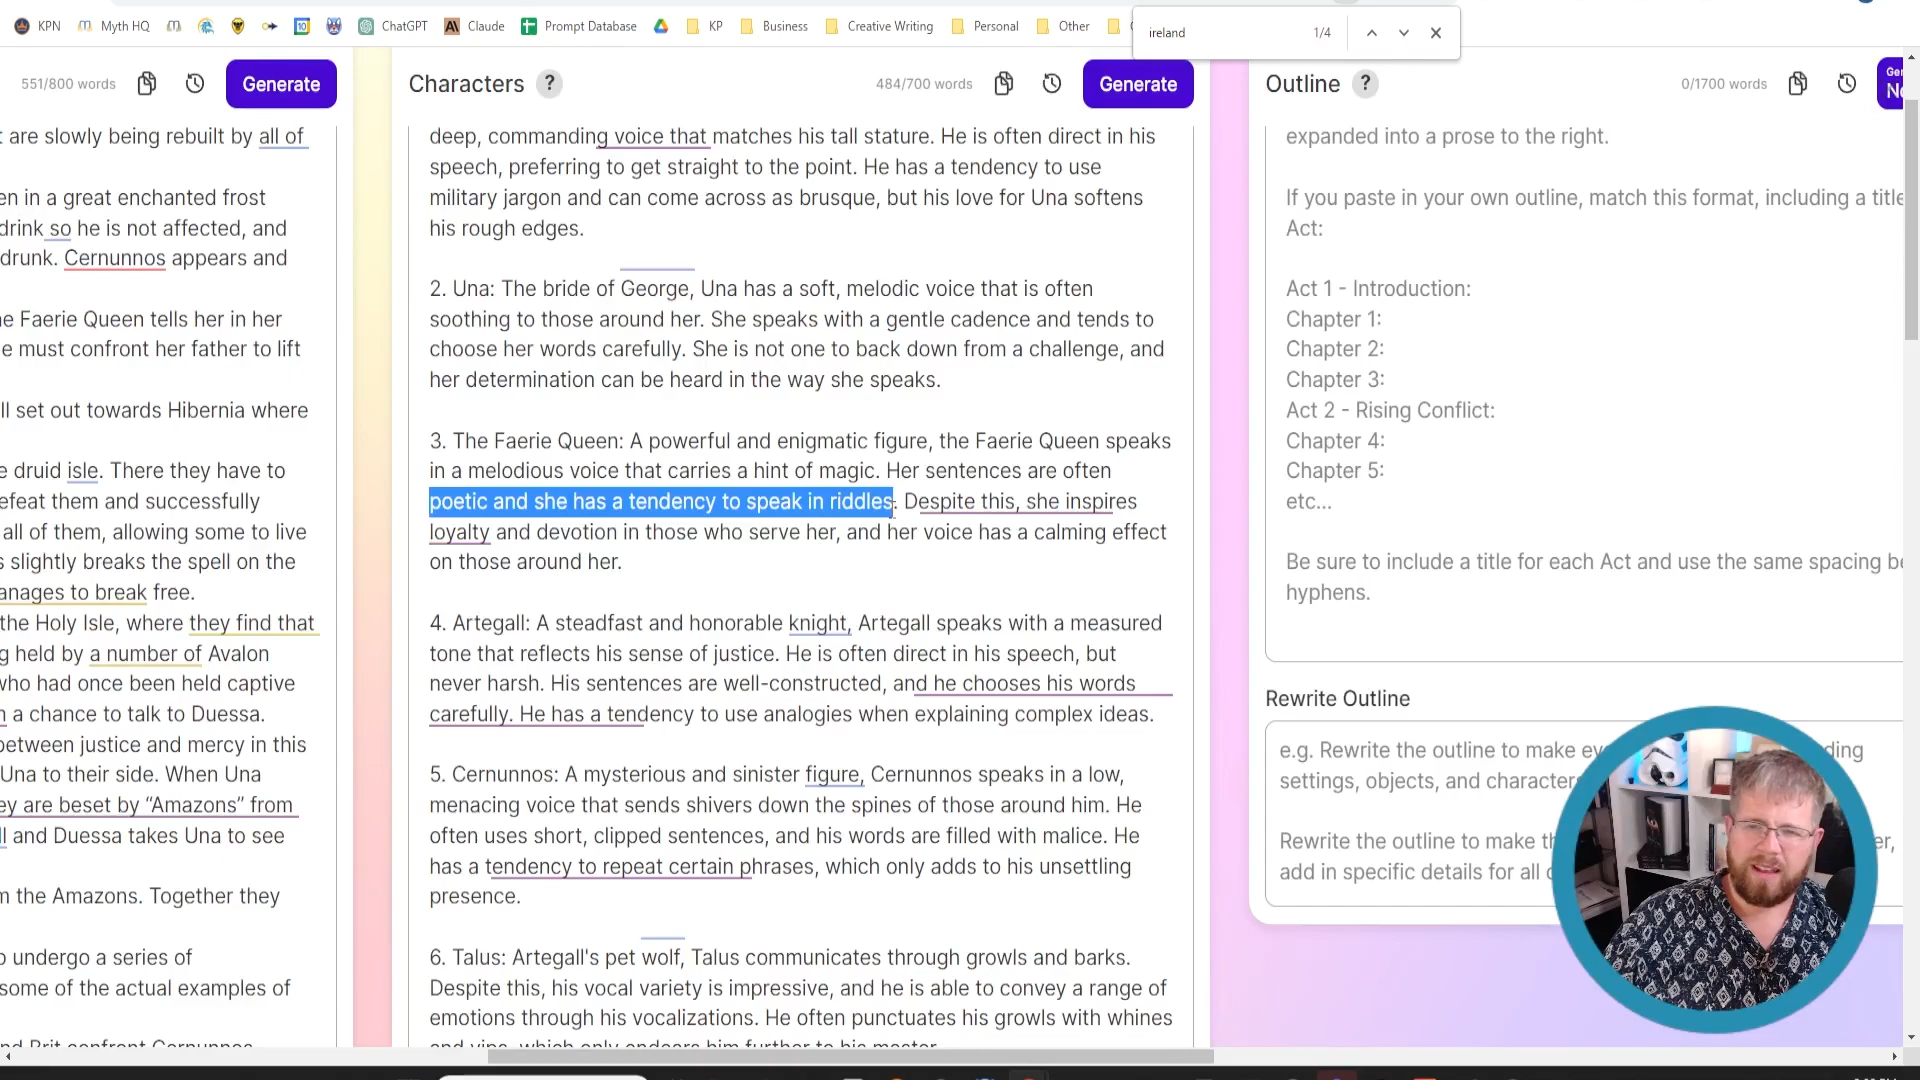 KPN Myth HQ ChatGPT Claude Prompt Database KP Business Creative Writing Personal Other
ireland 1/4
551/800 words Generate
are slowly being rebuilt by all of
en in a great enchanted frost
drink so he is not affected, and
drunk. Cernunnos appears and
e Faerie Queen tells her in her
e must confront her father to lift
ll set out towards Hibernia where
e druid isle. There they have to
efeat them and successfully
all of them, allowing some to live
s slightly breaks the spell on the
anages to break free.
the Holy Isle, where they find that
g held by a number of Avalon
who had once been held captive
n a chance to talk to Duessa.
between justice and mercy in this
Una to their side. When Una
ey are beset by “Amazons” from
ll and Duessa takes Una to see
m the Amazons. Together they
o undergo a series of
some of the actual examples of
nd Brit confront Cernunnos
Characters ? 484/700 words Generate
deep, commanding voice that matches his tall stature. He is often direct in his
speech, preferring to get straight to the point. He has a tendency to use
military jargon and can come across as brusque, but his love for Una softens
his rough edges.
2. Una: The bride of George, Una has a soft, melodic voice that is often
soothing to those around her. She speaks with a gentle cadence and tends to
choose her words carefully. She is not one to back down from a challenge, and
her determination can be heard in the way she speaks.
3. The Faerie Queen: A powerful and enigmatic figure, the Faerie Queen speaks
in a melodious voice that carries a hint of magic. Her sentences are often
poetic and she has a tendency to speak in riddles. Despite this, she inspires
loyalty and devotion in those who serve her, and her voice has a calming effect
on those around her.
4. Artegall: A steadfast and honorable knight, Artegall speaks with a measured
tone that reflects his sense of justice. He is often direct in his speech, but
never harsh. His sentences are well-constructed, and he chooses his words
carefully. He has a tendency to use analogies when explaining complex ideas.
5. Cernunnos: A mysterious and sinister figure, Cernunnos speaks in a low,
menacing voice that sends shivers down the spines of those around him. He
often uses short, clipped sentences, and his words are filled with malice. He
has a tendency to repeat certain phrases, which only adds to his unsettling
presence.
6. Talus: Artegall's pet wolf, Talus communicates through growls and barks.
Despite this, his vocal variety is impressive, and he is able to convey a range of
emotions through his vocalizations. He often punctuates his growls with whines
and yips, which only endears him further to his master.
Outline ? 0/1700 words
expanded into a prose to the right.
If you paste in your own outline, match this format, including a title
Act:
Act 1 - Introduction:
Chapter 1:
Chapter 2:
Chapter 3:
Act 2 - Rising Conflict:
Chapter 4:
Chapter 5:
etc...
Be sure to include a title for each Act and use the same spacing be
hyphens.
Rewrite Outline
e.g. Rewrite the outline to make ding
settings, objects, and character
Rewrite the outline to make th er,
add in specific details for all